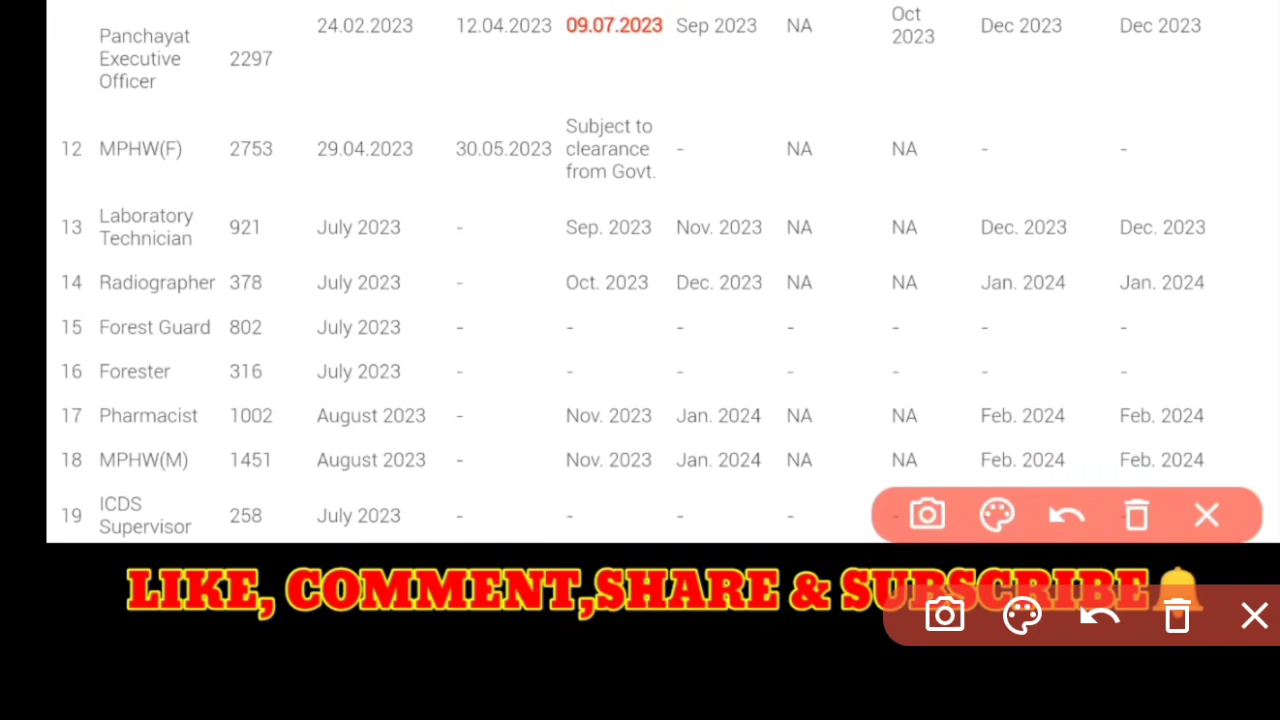 Panchayat Executive Officer 2297 24.02.2023 12.04.2023 09.07.2023 Sep 2023 NA Oct 2023 Dec 2023 Dec 2023
12 MPHW(F) 2753 29.04.2023 30.05.2023 Subject to clearance from Govt. - NA NA - -
13 Laboratory Technician 921 July 2023 - Sep. 2023 Nov. 2023 NA NA Dec. 2023 Dec. 2023
14 Radiographer 378 July 2023 - Oct. 2023 Dec. 2023 NA NA Jan. 2024 Jan. 2024
15 Forest Guard 802 July 2023 - - - - - - -
16 Forester 316 July 2023 - - - - - - -
17 Pharmacist 1002 August 2023 - Nov. 2023 Jan. 2024 NA NA Feb. 2024 Feb. 2024
18 MPHW(M) 1451 August 2023 - Nov. 2023 Jan. 2024 NA NA Feb. 2024 Feb. 2024
19 ICDS Supervisor 258 July 2023 - - - - - -
LIKE, COMMENT,SHARE & SUBSCRIBE